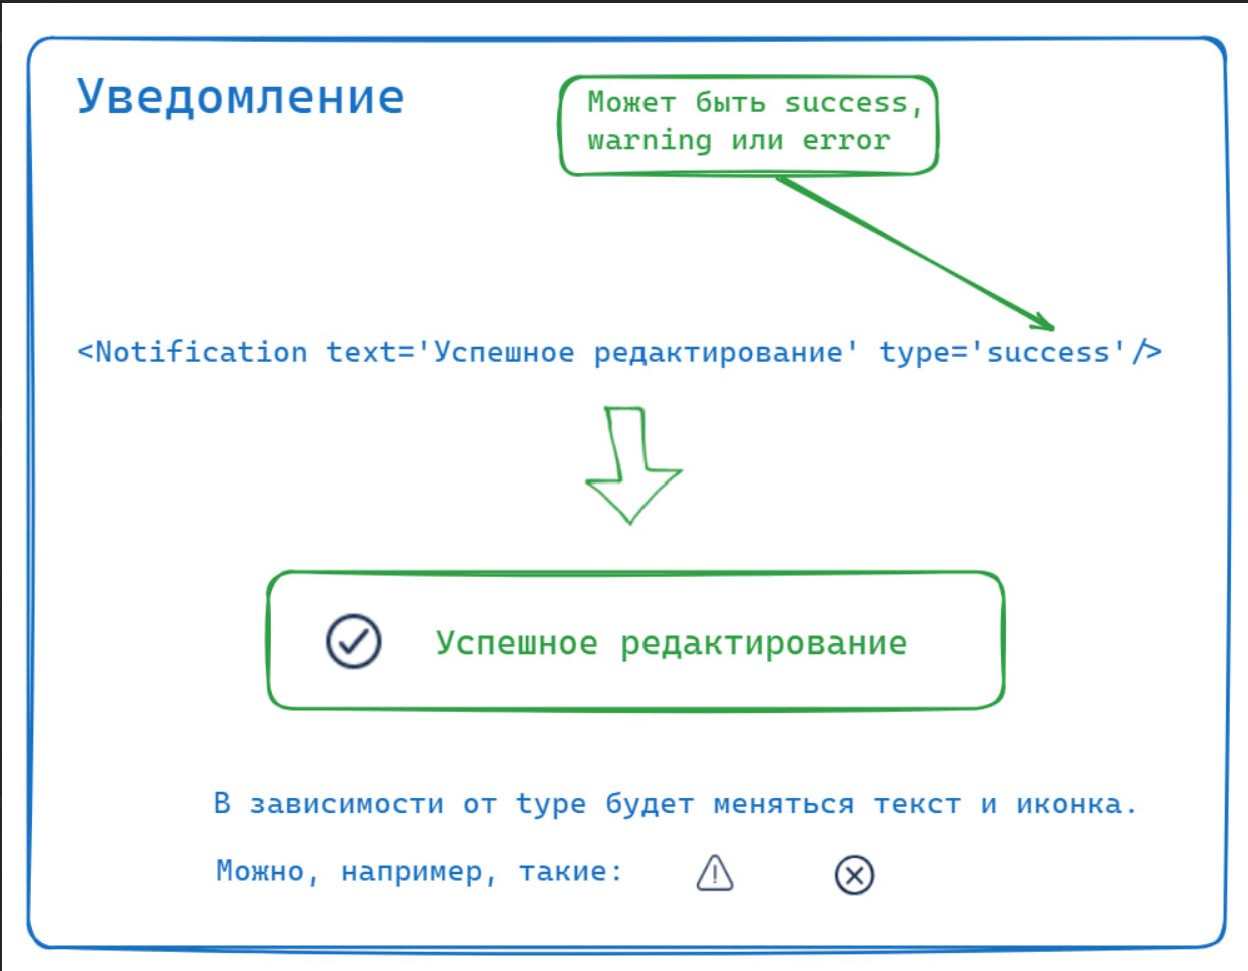 Уведомление
Может быть success,
warning или error
<Notification text='Успешное редактирование' type='success'/>
Успешное редактирование
В зависимости от type будет меняться текст и иконка.
Можно, например, такие: